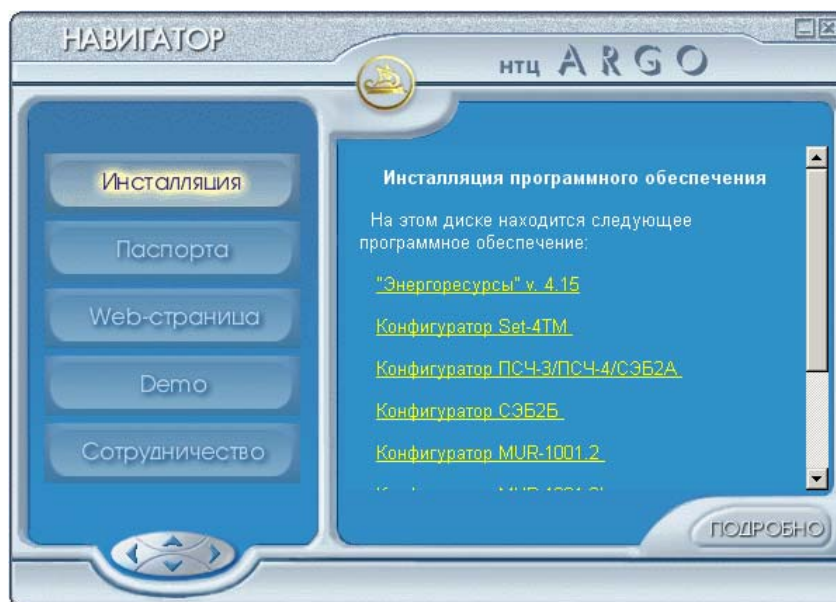 НАВИГАТОР
НТЦ ARGO
Инсталляция
Паспорта
Web-страница
Demo
Сотрудничество
Инсталляция программного обеспечения
На этом диске находится следующее
программное обеспечение:
"Энергоресурсы" v. 4.15
Конфигуратор Set-4TM
Конфигуратор ПСЧ-3/ПСЧ-4/СЭБ2А
Конфигуратор СЭБ2Б
Конфигуратор MUR-1001.2
ПОДРОБНО